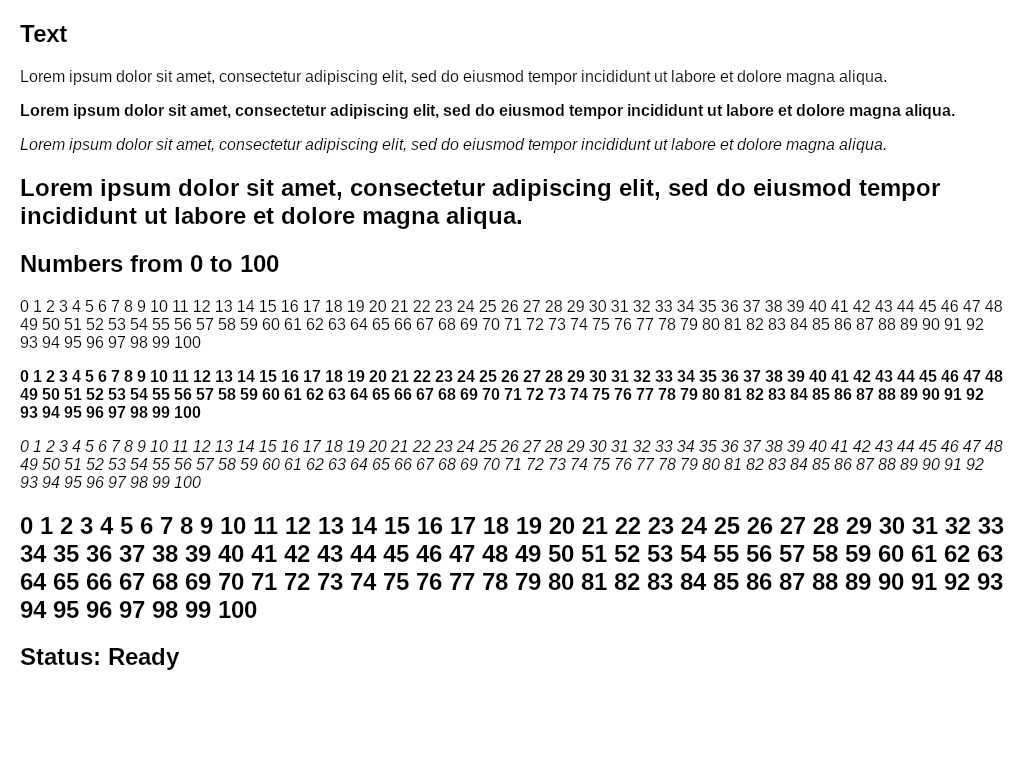 Text
Lorem ipsum dolor sit amet, consectetur adipiscing elit, sed do eiusmod tempor incididunt ut labore et dolore magna aliqua.
Lorem ipsum dolor sit amet, consectetur adipiscing elit, sed do eiusmod tempor incididunt ut labore et dolore magna aliqua.
Lorem ipsum dolor sit amet, consectetur adipiscing elit, sed do eiusmod tempor incididunt ut labore et dolore magna aliqua.
Lorem ipsum dolor sit amet, consectetur adipiscing elit, sed do eiusmod tempor
incididunt ut labore et dolore magna aliqua.
Numbers from 0 to 100
0 1 2 3 4 5 6 7 8 9 10 11 12 13 14 15 16 17 18 19 20 21 22 23 24 25 26 27 28 29 30 31 32 33 34 35 36 37 38 39 40 41 42 43 44 45 46 47 48
49 50 51 52 53 54 55 56 57 58 59 60 61 62 63 64 65 66 67 68 69 70 71 72 73 74 75 76 77 78 79 80 81 82 83 84 85 86 87 88 89 90 91 92
93 94 95 96 97 98 99 100
0 1 2 3 4 5 6 7 8 9 10 11 12 13 14 15 16 17 18 19 20 21 22 23 24 25 26 27 28 29 30 31 32 33 34 35 36 37 38 39 40 41 42 43 44 45 46 47 48
49 50 51 52 53 54 55 56 57 58 59 60 61 62 63 64 65 66 67 68 69 70 71 72 73 74 75 76 77 78 79 80 81 82 83 84 85 86 87 88 89 90 91 92
93 94 95 96 97 98 99 100
0 1 2 3 4 5 6 7 8 9 10 11 12 13 14 15 16 17 18 19 20 21 22 23 24 25 26 27 28 29 30 31 32 33 34 35 36 37 38 39 40 41 42 43 44 45 46 47 48
49 50 51 52 53 54 55 56 57 58 59 60 61 62 63 64 65 66 67 68 69 70 71 72 73 74 75 76 77 78 79 80 81 82 83 84 85 86 87 88 89 90 91 92
93 94 95 96 97 98 99 100
0 1 2 3 4 5 6 7 8 9 10 11 12 13 14 15 16 17 18 19 20 21 22 23 24 25 26 27 28 29 30 31 32 33
34 35 36 37 38 39 40 41 42 43 44 45 46 47 48 49 50 51 52 53 54 55 56 57 58 59 60 61 62 63
64 65 66 67 68 69 70 71 72 73 74 75 76 77 78 79 80 81 82 83 84 85 86 87 88 89 90 91 92 93
94 95 96 97 98 99 100
Status: Ready